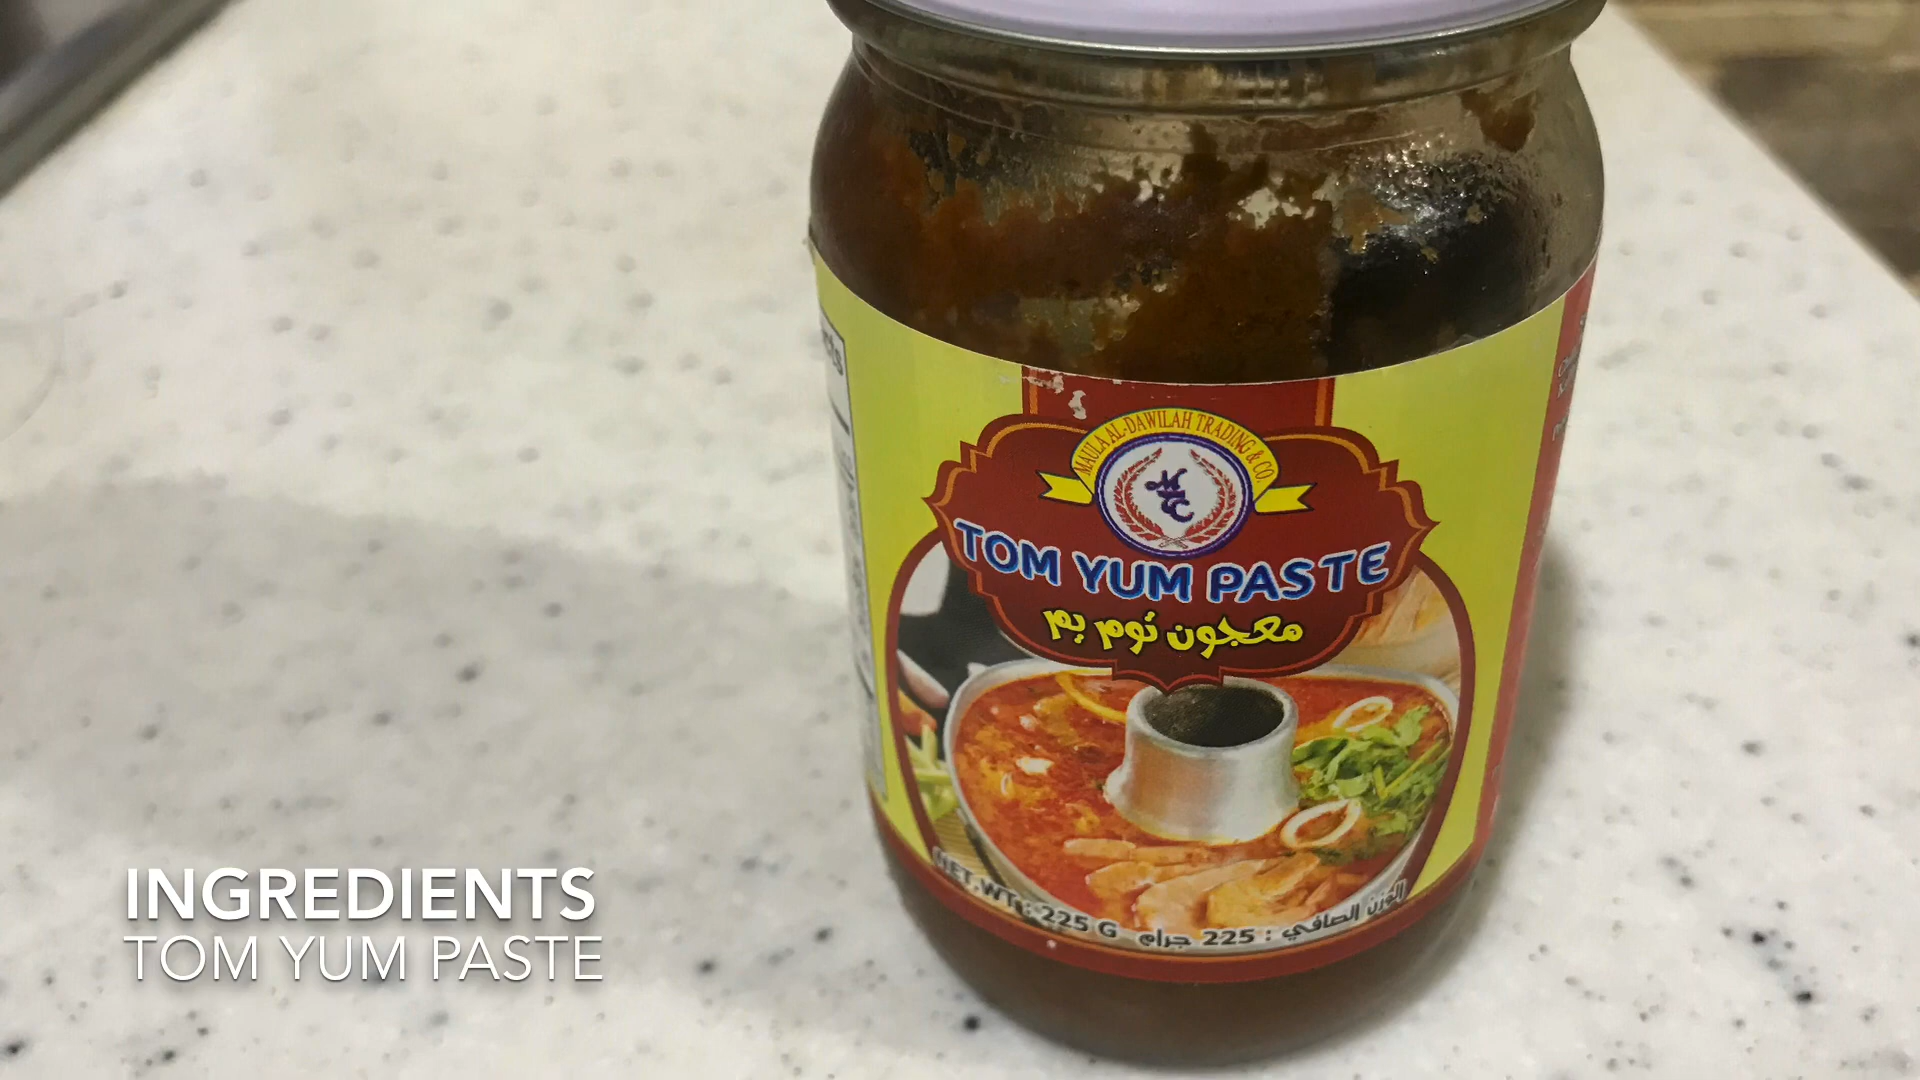 MAULA AL-DAWILAH TRADING & CO.
TOM YUM PASTE
معجون توم يم
NET.WT : 225 G
الوزن الصافي : 225 جرام
INGREDIENTS
TOM YUM PASTE